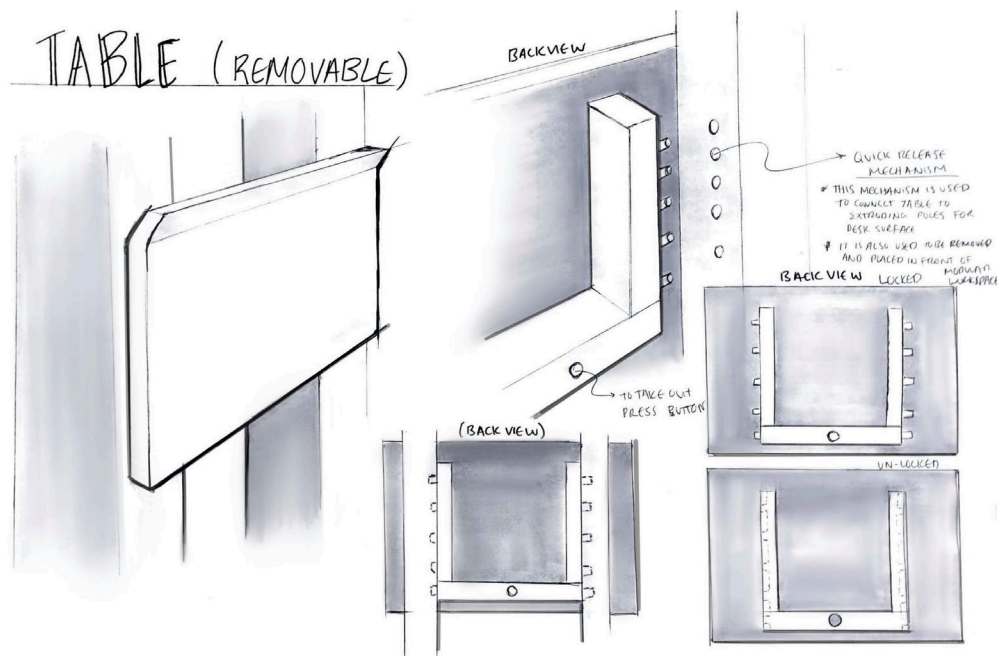 TABLE (REMOVABLE)
BACKVIEW
QUICK RELEASE
MECHANISM
* THIS MECHANISM IS USED
TO CONNECT TABLE TO
EXTRUDING POLES FOR
DESK SURFACE
* IT IS ALSO USED TO BE REMOVED
AND PLACED IN FRONT OF
MODULAR
WORKSPACE
TO TAKE OUT
PRESS BUTTON
BACK VIEW LOCKED
(BACK VIEW)
UN-LOCKED